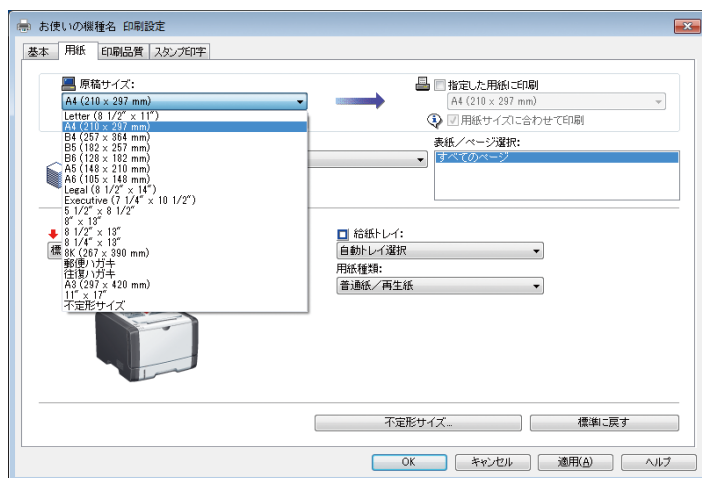 お使いの機種名 印刷設定
基本 用紙 印刷品質 スタンプ印字
原稿サイズ:
A4 (210 x 297 mm)
Letter (8 1/2" x 11")
A4 (210 x 297 mm)
B4 (257 x 364 mm)
B5 (182 x 257 mm)
B6 (128 x 182 mm)
A5 (148 x 210 mm)
A6 (105 x 148 mm)
Legal (8 1/2" x 14")
Executive (7 1/4" x 10 1/2")
5 1/2" x 8 1/2"
8" x 13"
8 1/2" x 13"
8 1/4" x 13"
8K (267 x 390 mm)
郵便ハガキ
往復ハガキ
A3 (297 x 420 mm)
11" x 17"
不定形サイズ
標
指定した用紙に印刷
A4 (210 x 297 mm)
用紙サイズに合わせて印刷
表紙/ページ選択:
すべてのページ
給紙トレイ:
自動トレイ選択
用紙種類:
普通紙/再生紙
不定形サイズ... 標準に戻す
OK キャンセル 適用(A) ヘルプ